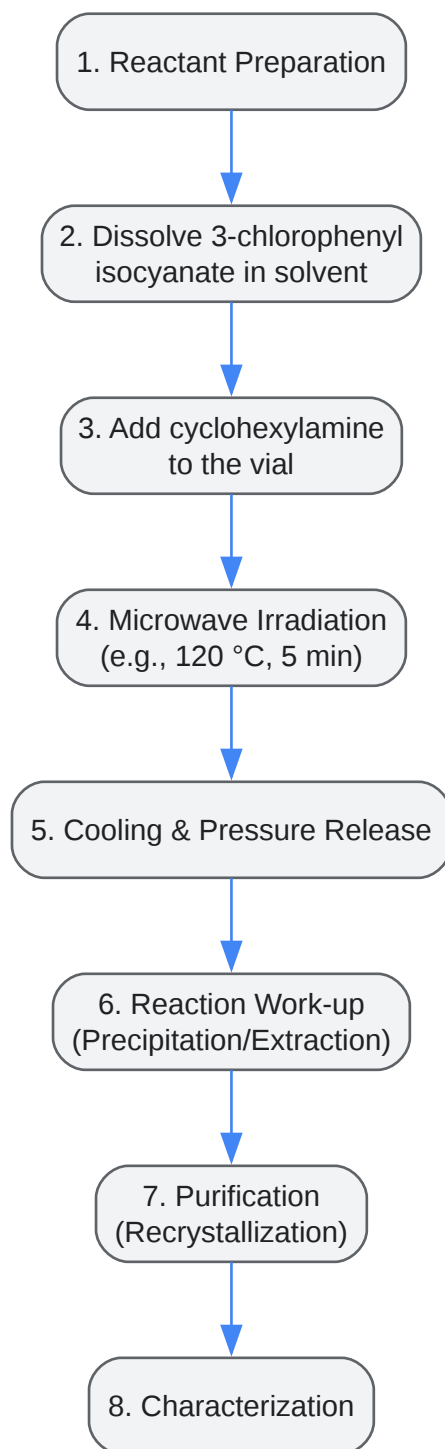 1. Reactant Preparation
2. Dissolve 3-chlorophenyl
isocyanate in solvent
3. Add cyclohexylamine
to the vial
4. Microwave Irradiation
(e.g., 120 °C, 5 min)
5. Cooling & Pressure Release
6. Reaction Work-up
(Precipitation/Extraction)
7. Purification
(Recrystallization)
8. Characterization